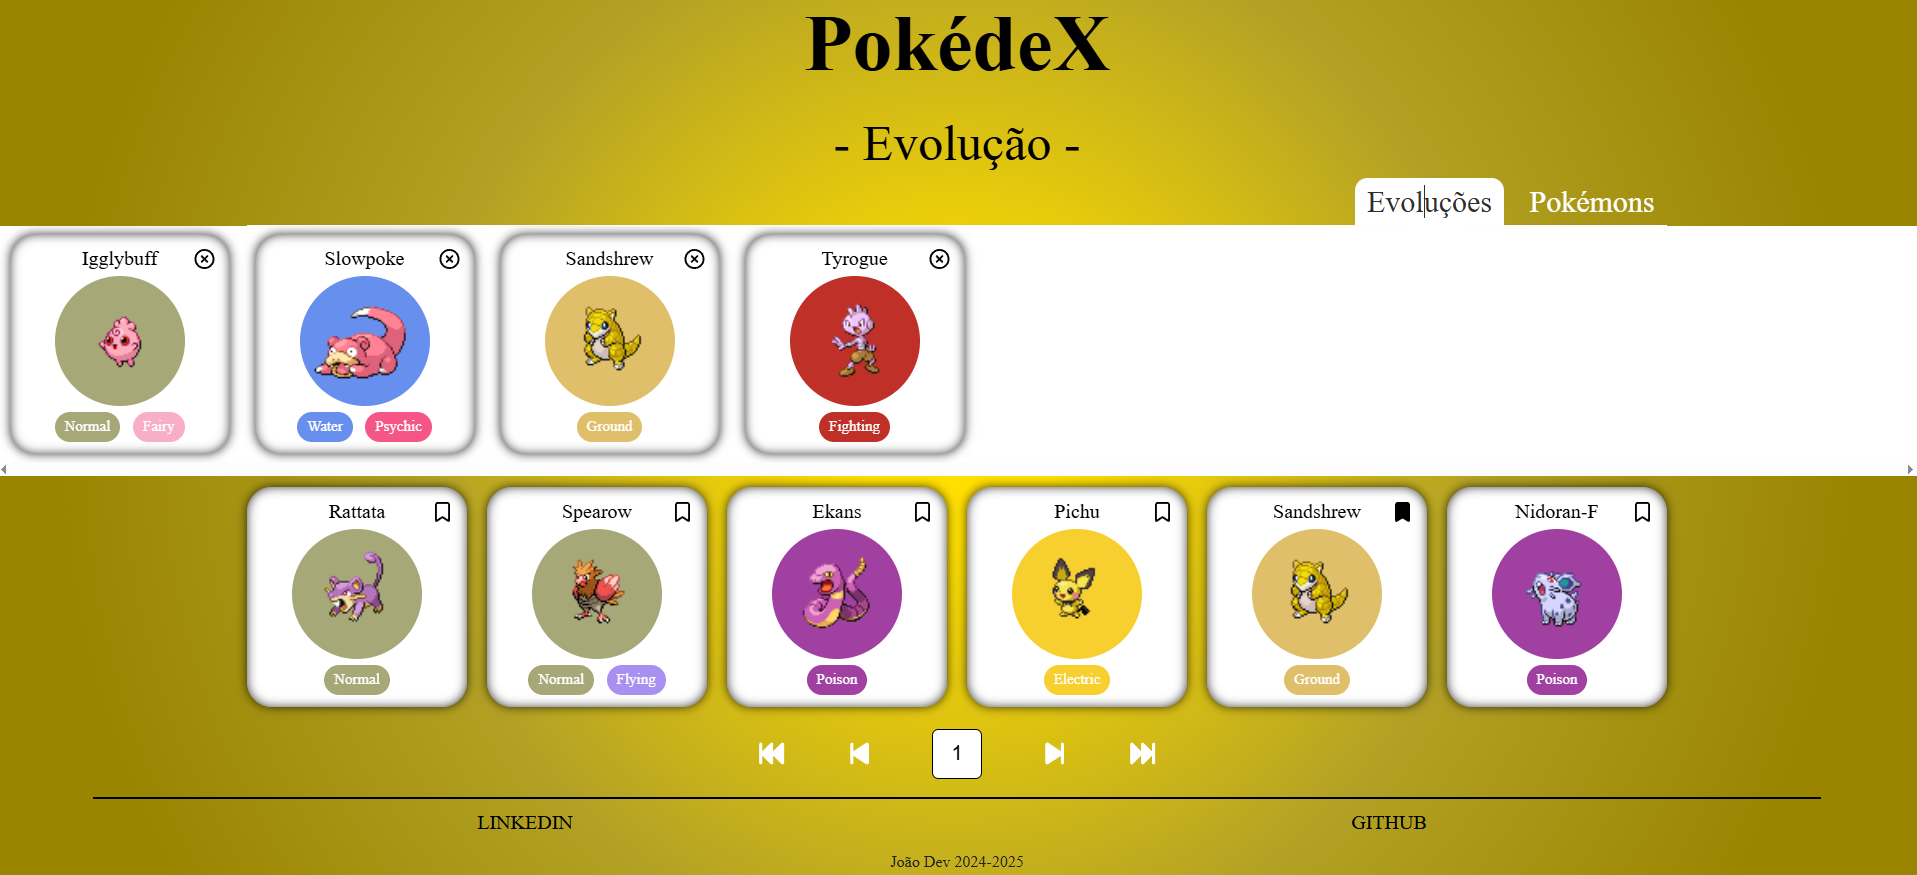 PokédeX
- Evolução -
Evoluções Pokémons
Igglybuff Slowpoke Sandshrew Tyrogue
Normal Fairy Water Psychic Ground Fighting
Rattata Spearow Ekans Pichu Sandshrew Nidoran-F
Normal Normal Flying Poison Electric Ground Poison
1
LINKEDIN GITHUB
João Dev 2024-2025